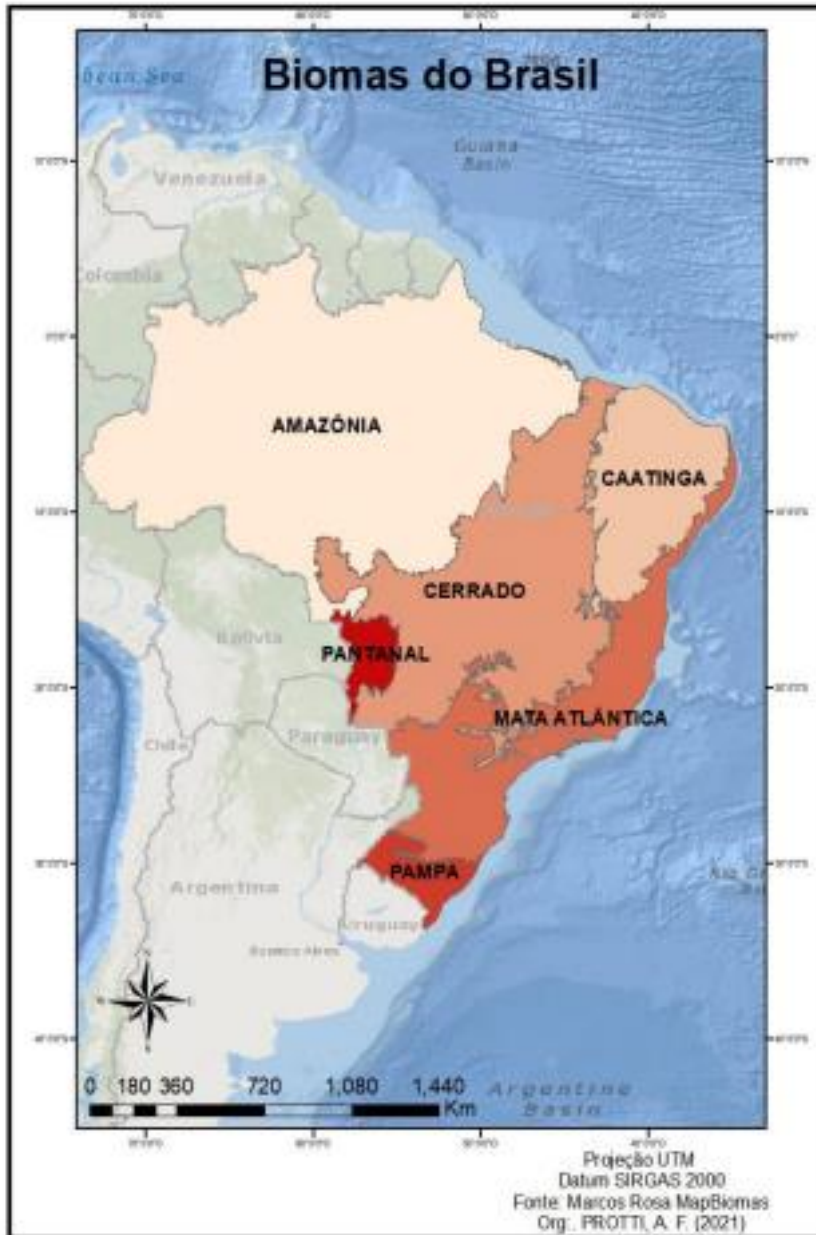 Biomas do Brasil
bean Sea
Guiana
Basin
Venezuela
Colombia
AMAZÔNIA
CAATINGA
CERRADO
Bolivia
PANTANAL
MATA ATLÂNTICA
Paraguay
Chile
PAMPA
Argentina
Uruguay
Buenos Aires
0 180 360 720 1,080 1,440
Km
Argentine
Basin
Projeção UTM
Datum SIRGAS 2000
Fonte: Marcos Rosa MapBiomas
Org:. PROTTI, A. F. (2021)